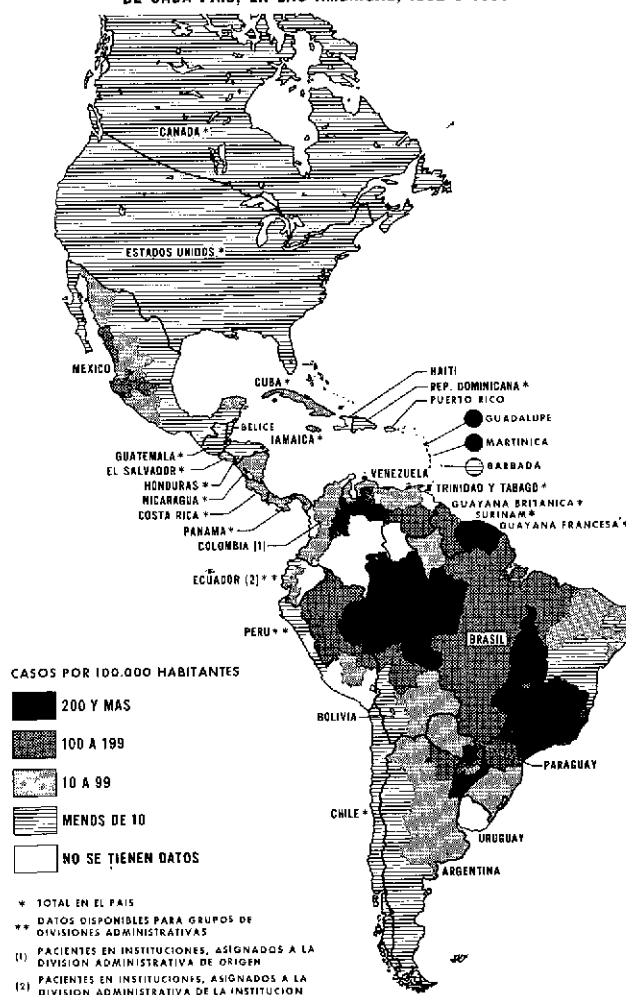 CANADA *
ESTADOS UNIDOS *
MEXICO
CUBA *
HAITI
REP. DOMINICANA *
PUERTO RICO
GUADALUPE
MARTINICA
BARBADA
BELICE
JAMAICA *
GUATEMALA *
EL SALVADOR *
HONDURAS *
NICARAGUA *
COSTA RICA *
PANAMA *
COLOMBIA (1)
VENEZUELA
TRINIDAD Y TABAGO *
GUAYANA BRITANICA *
SURINAM *
GUAYANA FRANCESA *
ECUADOR (2) * *
PERU * *
BRASIL
BOLIVIA
PARAGUAY
CHILE *
URUGUAY
ARGENTINA
CASOS POR 100.000 HABITANTES
200 Y MAS
100 A 199
10 A 99
MENOS DE 10
NO SE TIENEN DATOS
* TOTAL EN EL PAIS
** DATOS DISPONIBLES PARA GRUPOS DE
DIVISIONES ADMINISTRATIVAS
(1) PACIENTES EN INSTITUCIONES, ASIGNADOS A LA
DIVISION ADMINISTRATIVA DE ORIGEN
(2) PACIENTES EN INSTITUCIONES, ASIGNADOS A LA
DIVISION ADMINISTRATIVA DE LA INSTITUCION